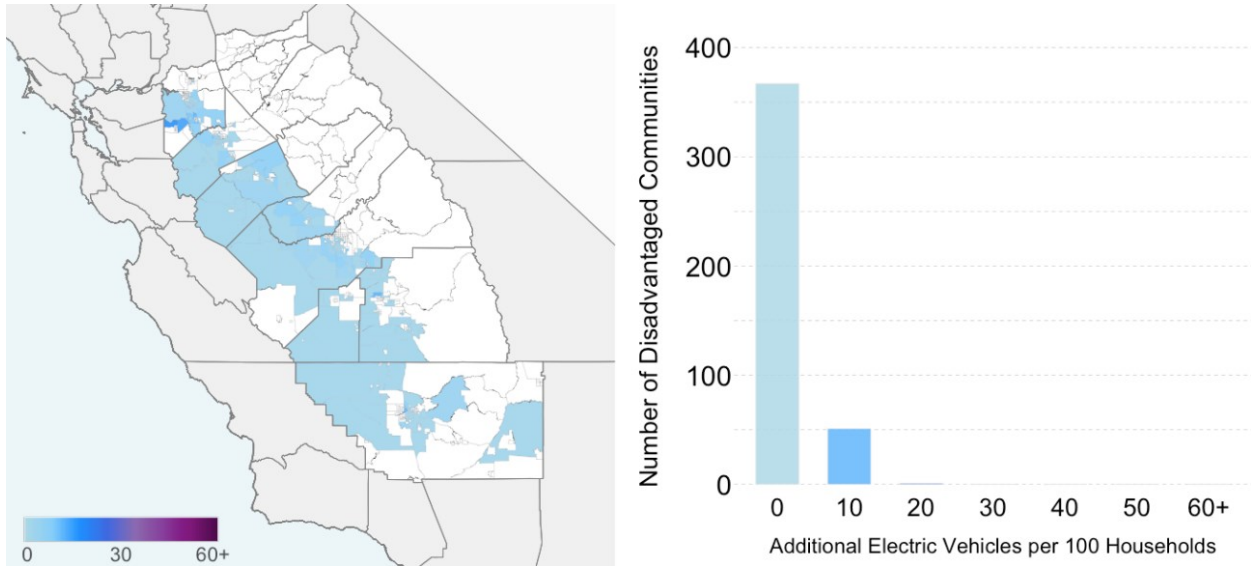 0 30 60+
Number of Disadvantaged Communities
400
300
200
100
0
0 10 20 30 40 50 60+
Additional Electric Vehicles per 100 Households